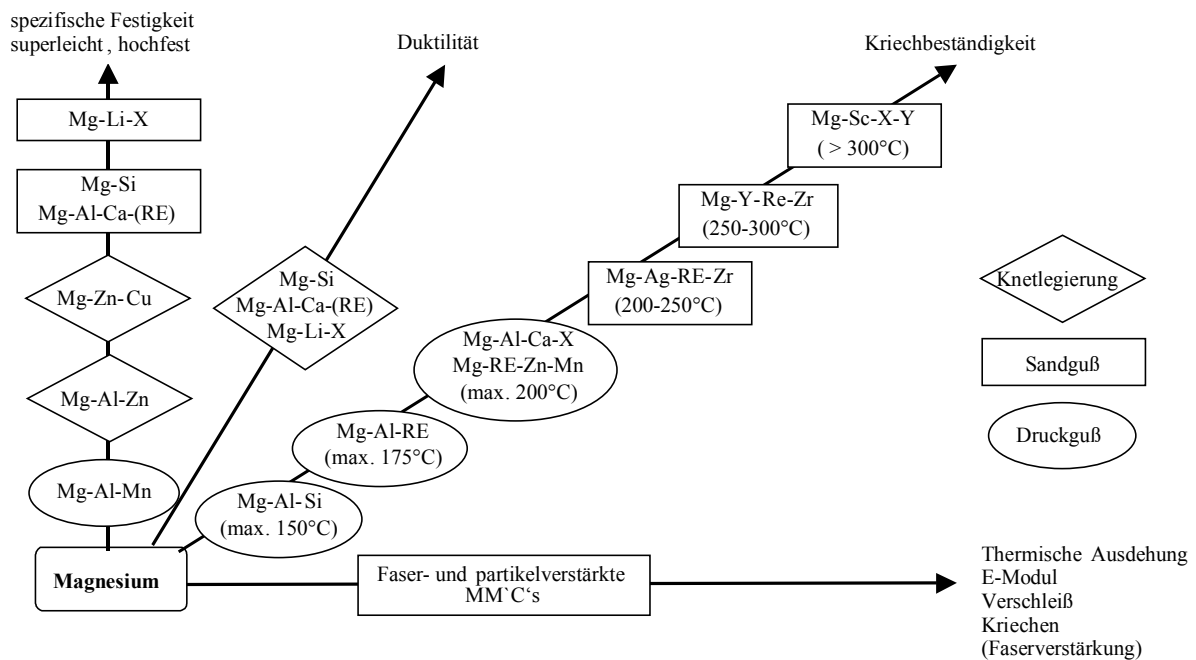 spezifische Festigkeit
superleicht , hochfest
Duktilität
Kriechbeständigkeit
Mg-Li-X
Mg-Si
Mg-Al-Ca-(RE)
Mg-Zn-Cu
Mg-Al-Zn
Mg-Al-Mn
Mg-Si
Mg-Al-Ca-(RE)
Mg-Li-X
Mg-Sc-X-Y
( > 300°C)
Mg-Y-Re-Zr
(250-300°C)
Mg-Ag-RE-Zr
(200-250°C)
Mg-Al-Ca-X
Mg-RE-Zn-Mn
(max. 200°C)
Mg-Al-RE
(max. 175°C)
Mg-Al-Si
(max. 150°C)
Knetlegierung
Sandguß
Druckguß
Magnesium
Faser- und partikelverstärkte
MM`C‘s
Thermische Ausdehung
E-Modul
Verschleiß
Kriechen
(Faserverstärkung)